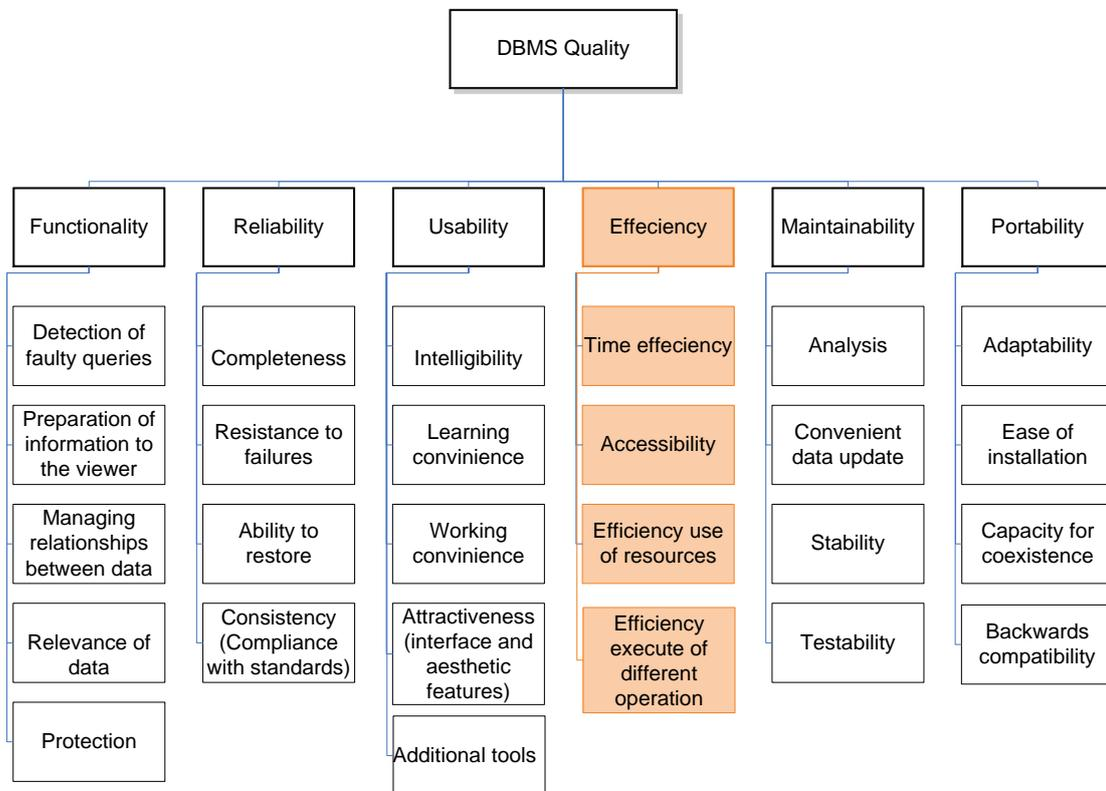 DBMS Quality
Functionality
Detection of
faulty queries
Preparation of
information to
the viewer
Managing
relationships
between data
Relevance of
data
Protection
Reliability
Completeness
Resistance to
failures
Ability to
restore
Consistency
(Compliance
with standards)
Usability
Intelligibility
Learning
convinience
Working
convinience
Attractiveness
(interface and
aesthetic
features)
Additional tools
Effeciency
Time effeciency
Accessibility
Efficiency use
of resources
Efficiency
execute of
different
operation
Maintainability
Analysis
Convenient
data update
Stability
Testability
Portability
Adaptability
Ease of
installation
Capacity for
coexistence
Backwards
compatibility